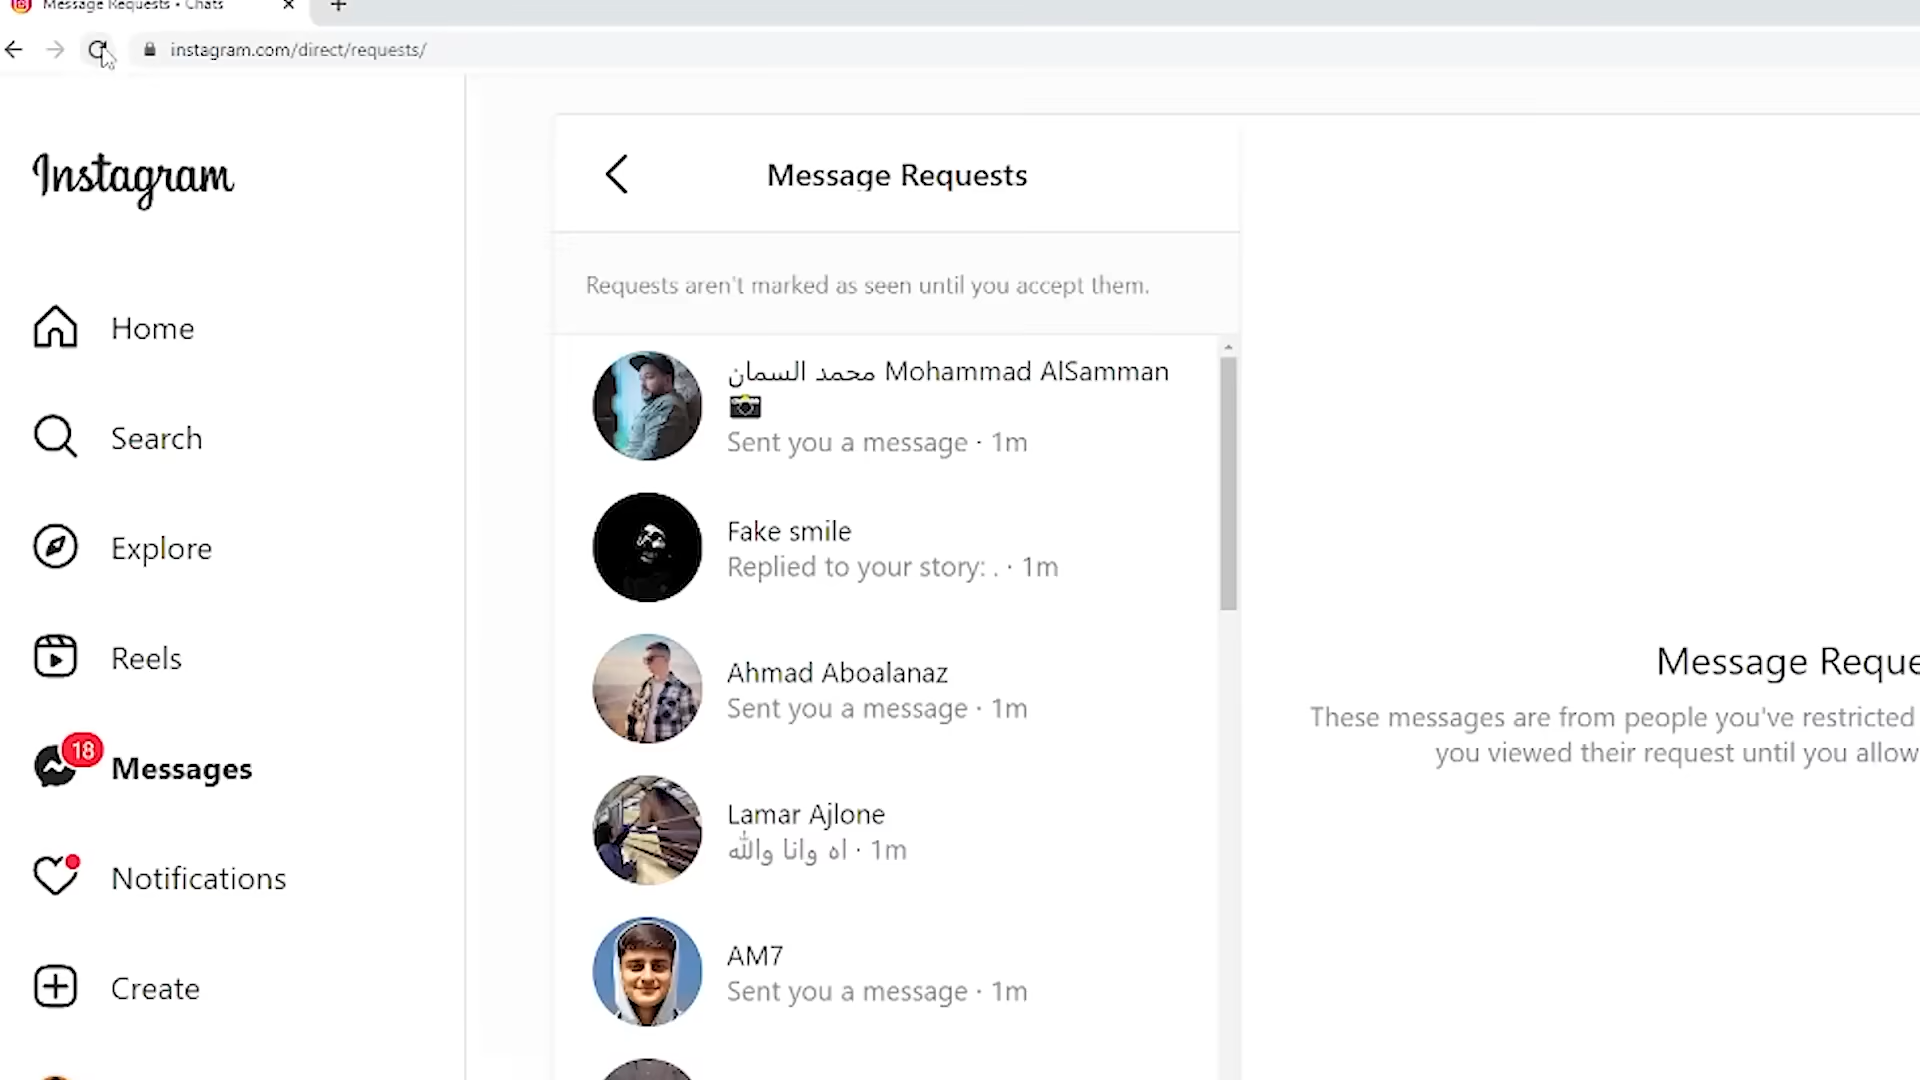 Message Requests • Chats
instagram.com/direct/requests/
Instagram
Home
Search
Explore
Reels
18
Messages
Notifications
Create
Message Requests
Requests aren't marked as seen until you accept them.
محمد السمان Mohammad AlSamman
📷
Sent you a message · 1m
Fake smile
Replied to your story: . · 1m
Ahmad Aboalanaz
Sent you a message · 1m
Lamar Ajlone
اه وانا والله · 1m
AM7
Sent you a message · 1m
Message Reque
These messages are from people you've restricted
you viewed their request until you allow